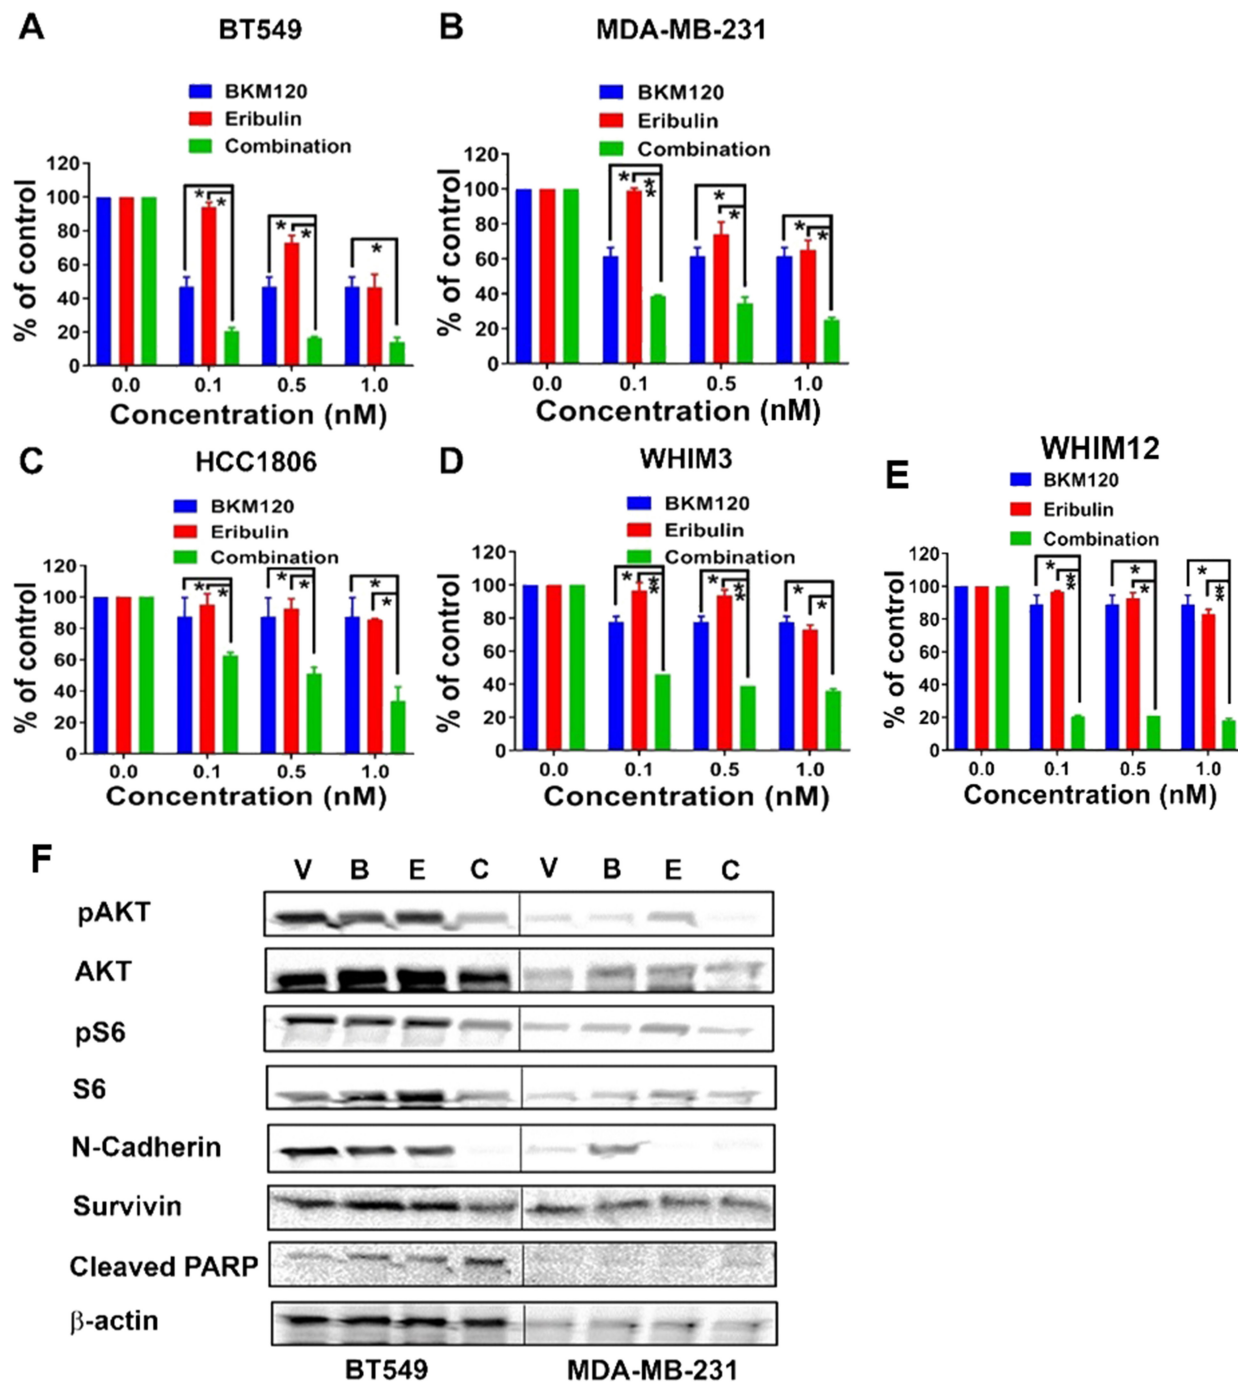 A
BT549
BKM120
Eribulin
Combination
% of control
120
100
80
60
40
20
0
* *
* *
*
0.0 0.1 0.5 1.0
Concentration (nM)
B
MDA-MB-231
BKM120
Eribulin
Combination
% of control
120
100
80
60
40
20
0
* **
*
*
* *
0.0 0.1 0.5 1.0
Concentration (nM)
C
HCC1806
BKM120
Eribulin
Combination
% of control
120
100
80
60
40
20
0
* *
* *
*
*
0.0 0.1 0.5 1.0
Concentration (nM)
D
WHIM3
BKM120
Eribulin
Combination
% of control
120
100
80
60
40
20
0
* **
* **
*
*
0.0 0.1 0.5 1.0
Concentration (nM)
E
WHIM12
BKM120
Eribulin
Combination
% of control
120
100
80
60
40
20
0
* **
*
*
*
**
0.0 0.1 0.5 1.0
Concentration (nM)
F
V B E C V B E C
pAKT
AKT
pS6
S6
N-Cadherin
Survivin
Cleaved PARP
β-actin
BT549 MDA-MB-231